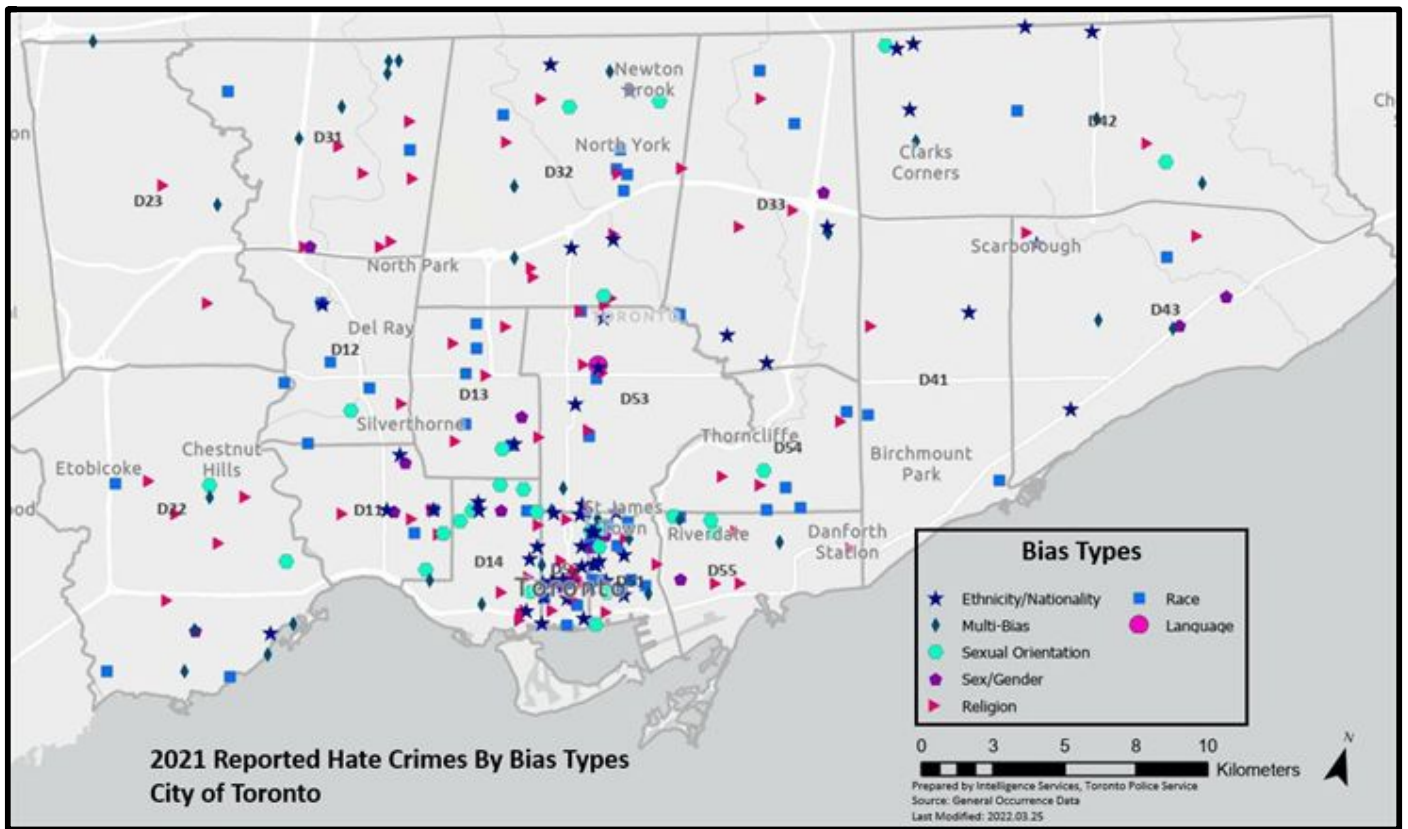 Newton
Brook
D31
D42
North York
Clarks
Corners
D32
D23
D33
Scarborough
North Park
D43
TORONTO
Del Ray
D12
D41
D13
D53
Silverthorne
Thorncliffe
D54
Chestnut
Hills
Birchmount
Park
Etobicoke
D22
D11
St James
Town
Riverdale
Danforth
Station
D14
D55
D51
Toronto
Bias Types
Ethnicity/Nationality
Race
Multi-Bias
Language
Sexual Orientation
Sex/Gender
Religion
2021 Reported Hate Crimes By Bias Types
City of Toronto
N
0 3 5 8 10
Kilometers
Prepared by Intelligence Services, Toronto Police Service
Source: General Occurrence Data
Last Modified: 2022.03.25